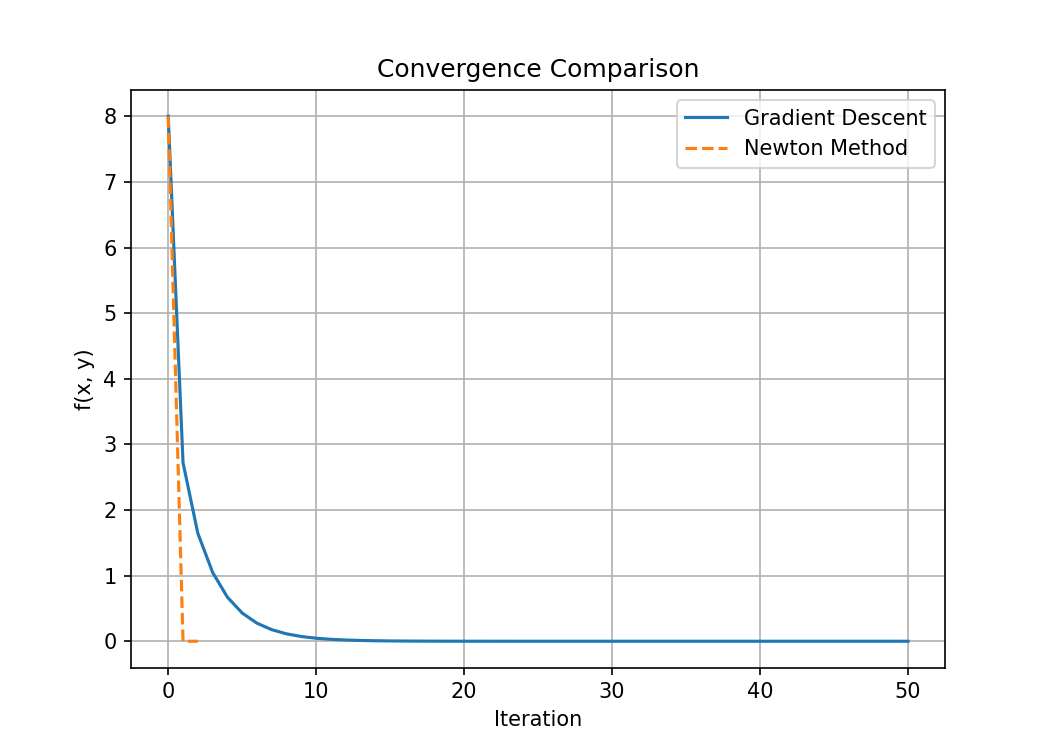 Convergence Comparison
Gradient Descent
Newton Method
8
7
6
5
4
3
2
1
0
f(x, y)
0 10 20 30 40 50
Iteration